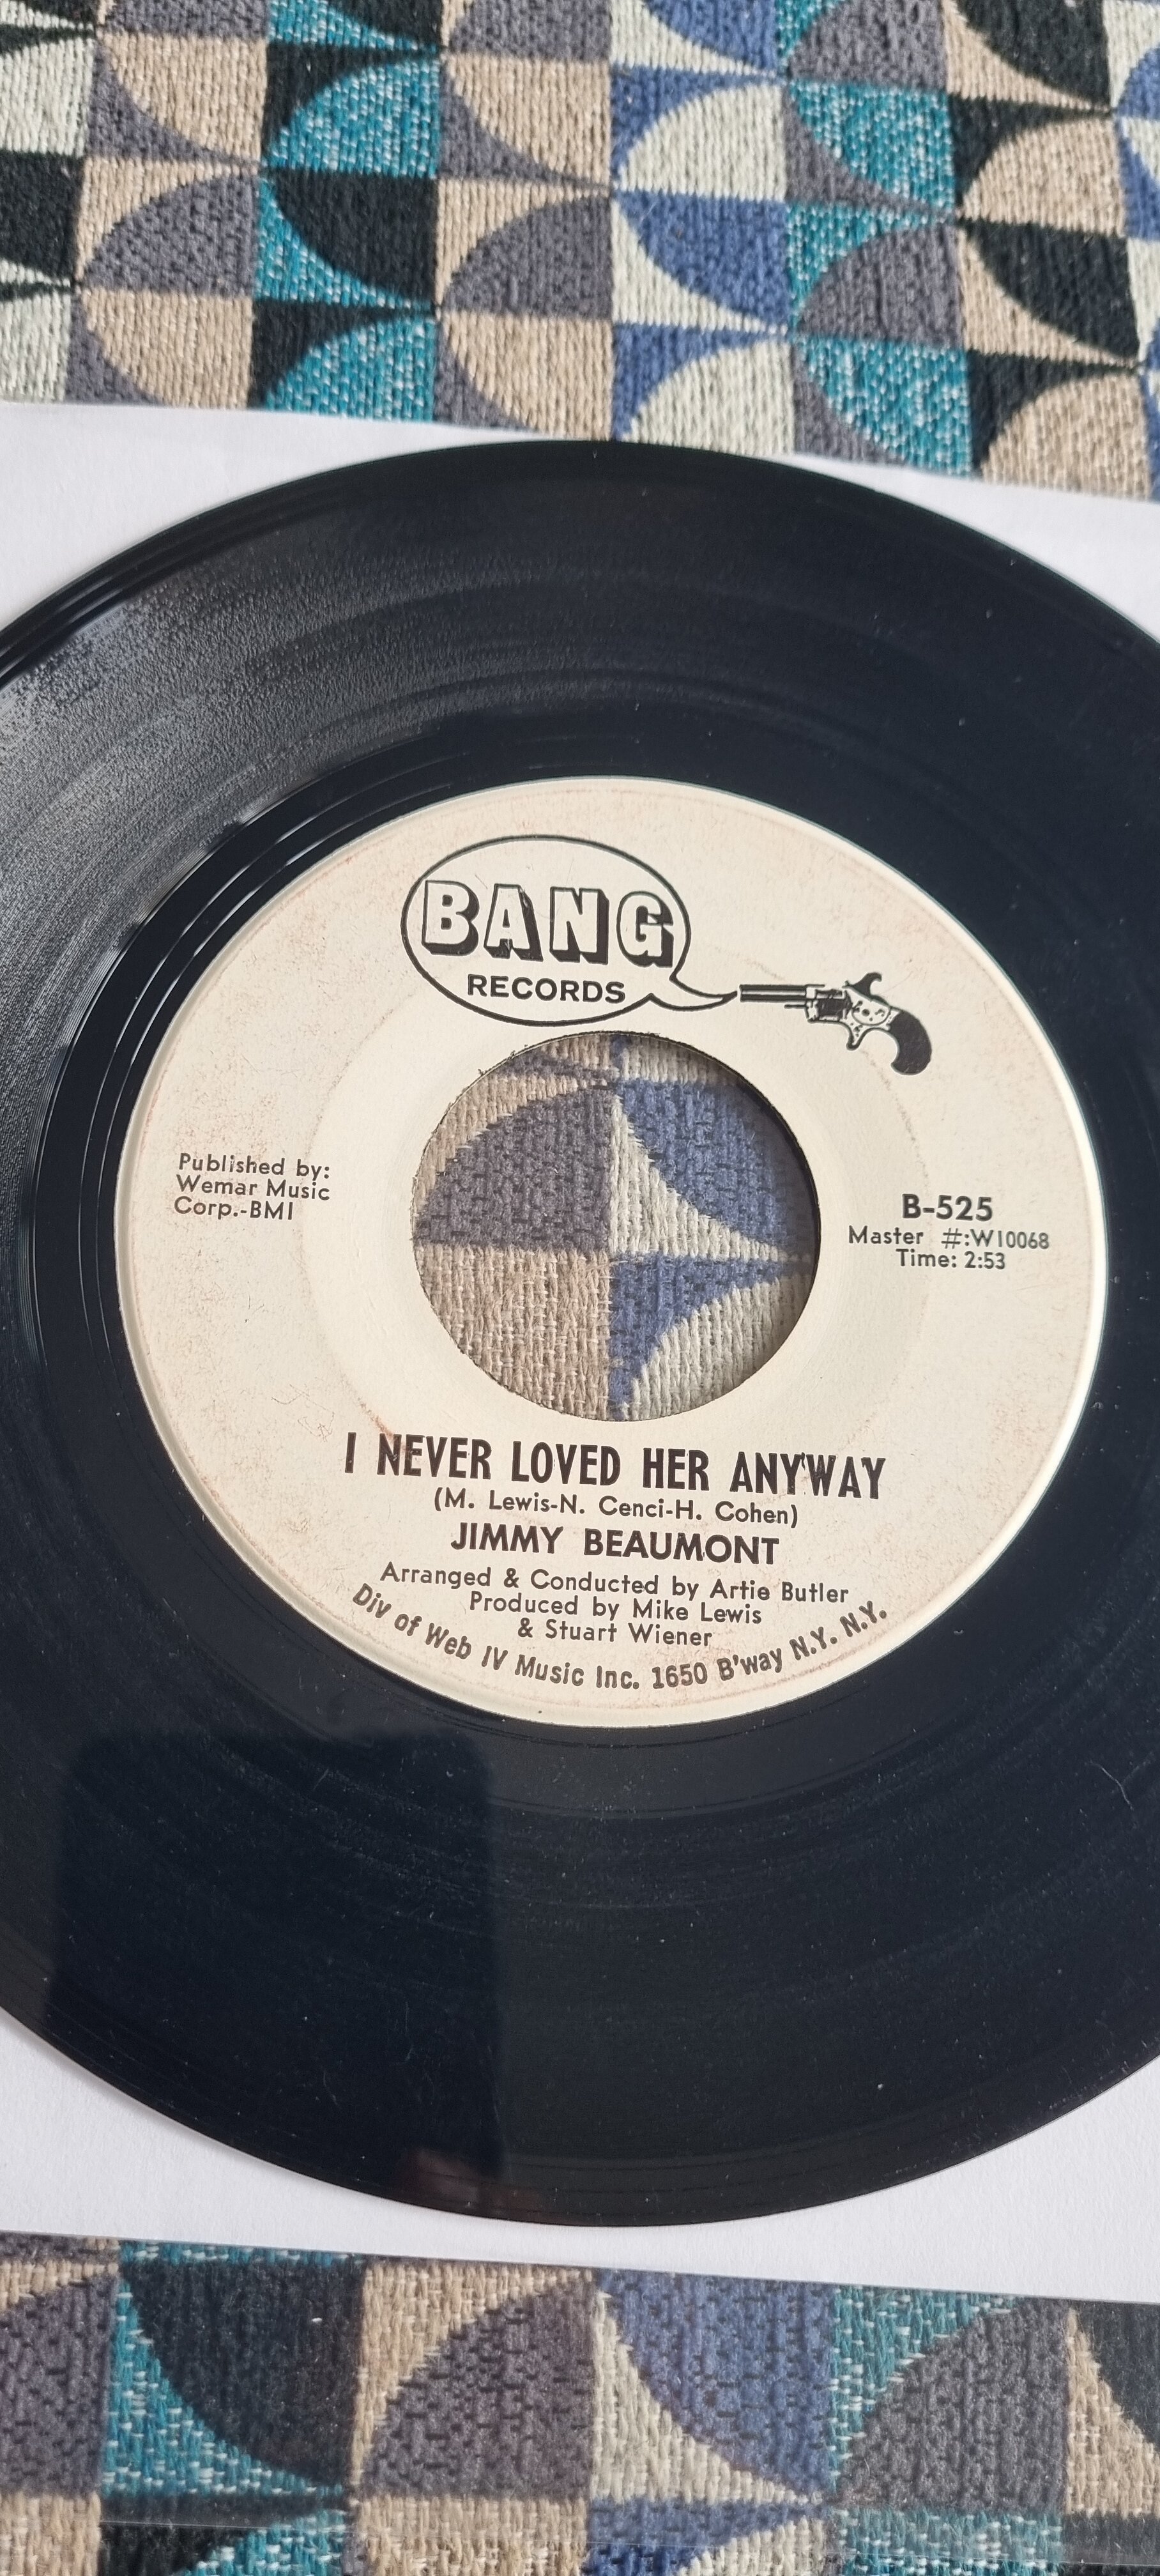 BANG
RECORDS
Published by:
Wemar Music
Corp.-BMI
B-525
Master #:W10068
Time: 2:53
I NEVER LOVED HER ANYWAY
(M. Lewis-N. Cenci-H. Cohen)
JIMMY BEAUMONT
Arranged & Conducted by Artie Butler
Produced by Mike Lewis
& Stuart Wiener
Div of Web IV Music Inc. 1650 B'way N.Y. N.Y.